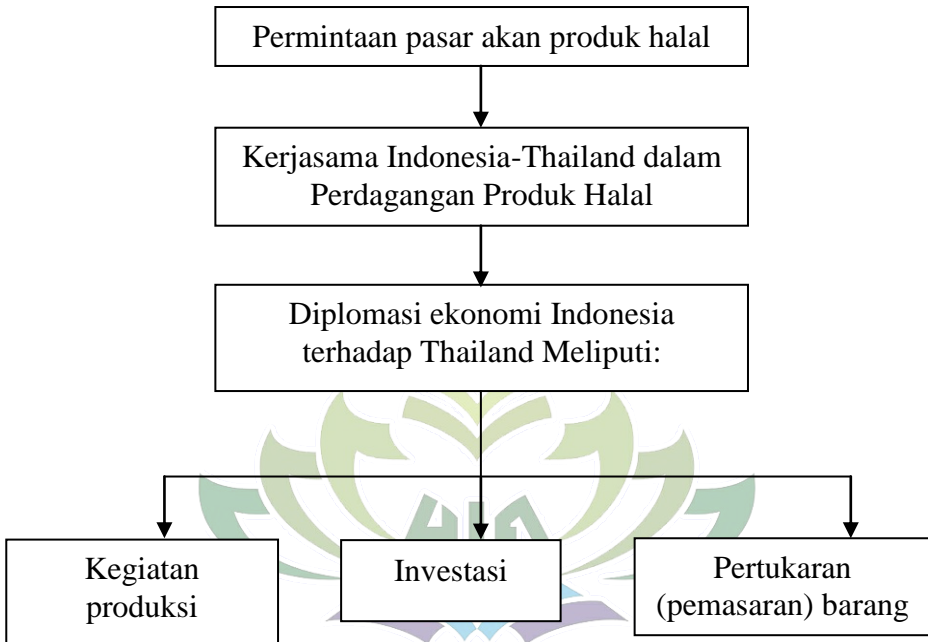 Permintaan pasar akan produk halal
Kerjasama Indonesia-Thailand dalam
Perdagangan Produk Halal
Diplomasi ekonomi Indonesia
terhadap Thailand Meliputi:
Kegiatan
produksi
Investasi
Pertukaran
(pemasaran) barang